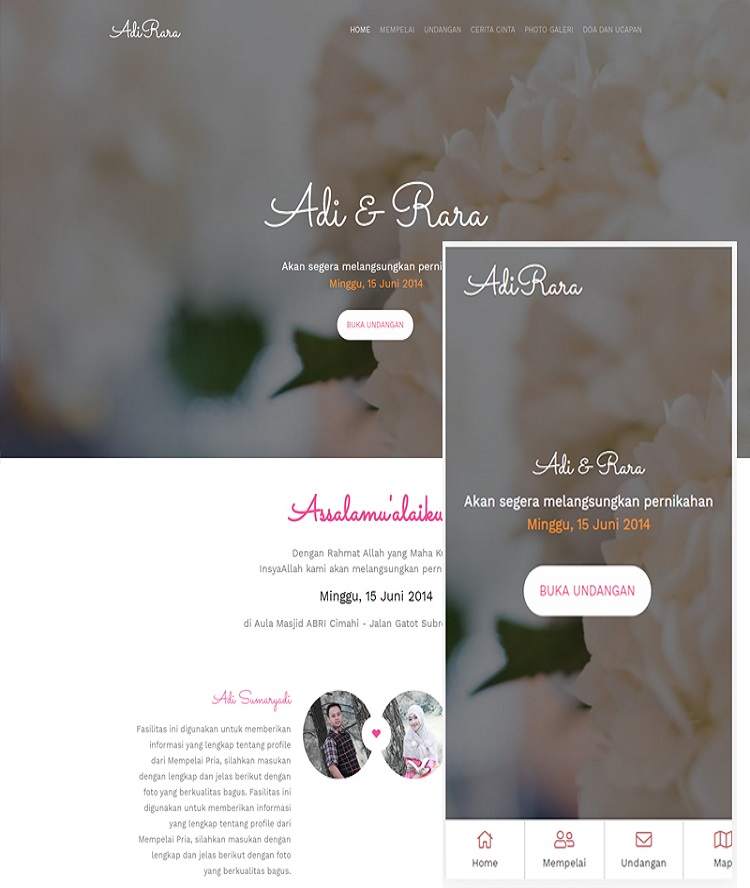 AdiRara
HOME MEMPELAI UNDANGAN CERITA CINTA PHOTO GALERI DOA DAN UCAPAN
Adi & Rara
Akan segera melangsungkan perni
Minggu, 15 Juni 2014
BUKA UNDANGAN
Assalamu'alaiku
Dengan Rahmat Allah yang Maha
InsyaAllah kami akan melangsungkan pern
Minggu, 15 Juni 2014
di Aula Masjid ABRI Cimahi - Jalan Gatot Subro
Adi Sumaryadi
Fasilitas ini digunakan untuk memberikan
informasi yang lengkap tentang profile
dari Mempelai Pria, silahkan masukan
dengan lengkap dan jelas berikut dengan
foto yang berkualitas bagus. Fasilitas ini
digunakan untuk memberikan informasi
yang lengkap tentang profile dari
Mempelai Pria, silahkan masukan dengan
lengkap dan jelas berikut dengan foto
yang berkualitas bagus.
AdiRara
Adi & Rara
Akan segera melangsungkan pernikahan
Minggu, 15 Juni 2014
BUKA UNDANGAN
Home Mempelai Undangan Map